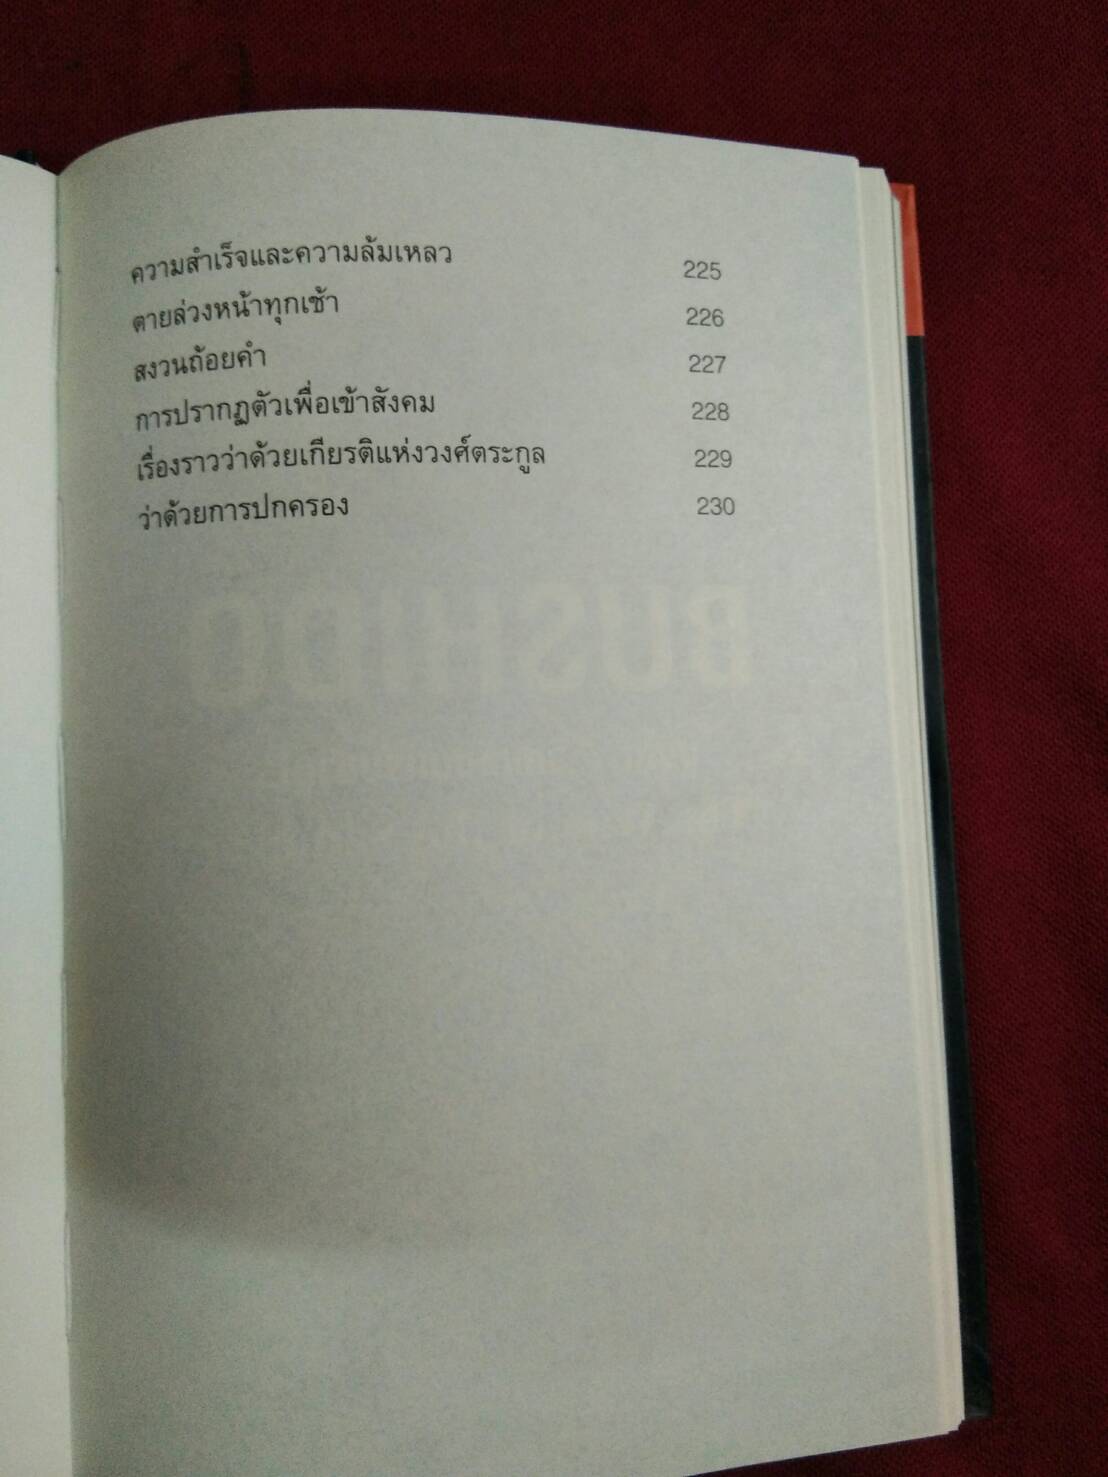 ความสำเร็จและความล้มเหลว 225
ตายล่วงหน้าทุกเช้า 226
สงวนถ้อยคำ 227
การปรากฏตัวเพื่อเข้าสังคม 228
เรื่องราวว่าด้วยเกียรติแห่งวงศ์ตระกูล 229
ว่าด้วยการปกครอง 230
BUSHIDO